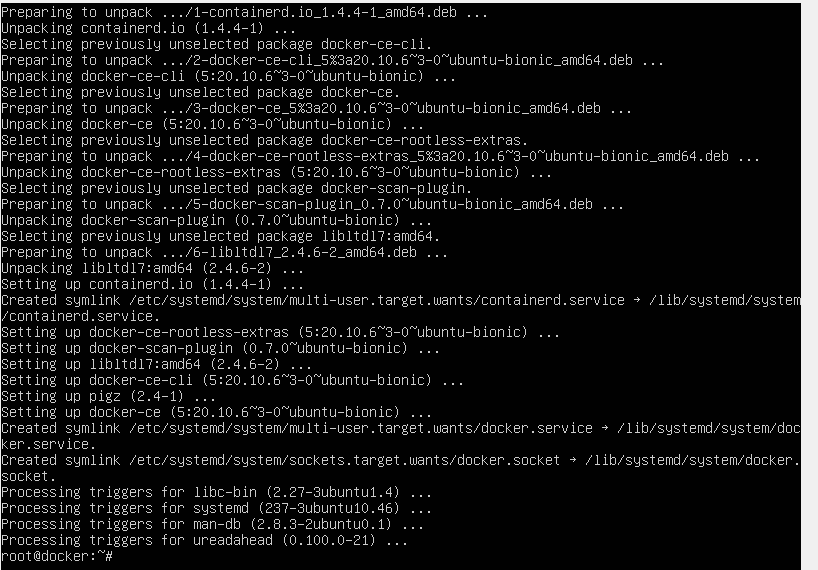 Preparing to unpack .../1-containerd.io_1.4.4-1_amd64.deb ...
Unpacking containerd.io (1.4.4-1) ...
Selecting previously unselected package docker-ce-cli.
Preparing to unpack .../2-docker-ce-cli_5%3a20.10.6~3-0~ubuntu-bionic_amd64.deb ...
Unpacking docker-ce-cli (5:20.10.6~3-0~ubuntu-bionic) ...
Selecting previously unselected package docker-ce.
Preparing to unpack .../3-docker-ce_5%3a20.10.6~3-0~ubuntu-bionic_amd64.deb ...
Unpacking docker-ce (5:20.10.6~3-0~ubuntu-bionic) ...
Selecting previously unselected package docker-ce-rootless-extras.
Preparing to unpack .../4-docker-ce-rootless-extras_5%3a20.10.6~3-0~ubuntu-bionic_amd64.deb ...
Unpacking docker-ce-rootless-extras (5:20.10.6~3-0~ubuntu-bionic) ...
Selecting previously unselected package docker-scan-plugin.
Preparing to unpack .../5-docker-scan-plugin_0.7.0~ubuntu-bionic_amd64.deb ...
Unpacking docker-scan-plugin (0.7.0~ubuntu-bionic) ...
Selecting previously unselected package libltdl7:amd64.
Preparing to unpack .../6-libltdl7_2.4.6-2_amd64.deb ...
Unpacking libltdl7:amd64 (2.4.6-2) ...
Setting up containerd.io (1.4.4-1) ...
Created symlink /etc/systemd/system/multi-user.target.wants/containerd.service → /lib/systemd/system
/containerd.service.
Setting up docker-ce-rootless-extras (5:20.10.6~3-0~ubuntu-bionic) ...
Setting up docker-scan-plugin (0.7.0~ubuntu-bionic) ...
Setting up libltdl7:amd64 (2.4.6-2) ...
Setting up docker-ce-cli (5:20.10.6~3-0~ubuntu-bionic) ...
Setting up pigz (2.4-1) ...
Setting up docker-ce (5:20.10.6~3-0~ubuntu-bionic) ...
Created symlink /etc/systemd/system/multi-user.target.wants/docker.service → /lib/systemd/system/doc
ker.service.
Created symlink /etc/systemd/system/sockets.target.wants/docker.socket → /lib/systemd/system/docker.
socket.
Processing triggers for libc-bin (2.27-3ubuntu1.4) ...
Processing triggers for systemd (237-3ubuntu10.46) ...
Processing triggers for man-db (2.8.3-2ubuntu0.1) ...
Processing triggers for ureadahead (0.100.0-21) ...
root@docker:~#